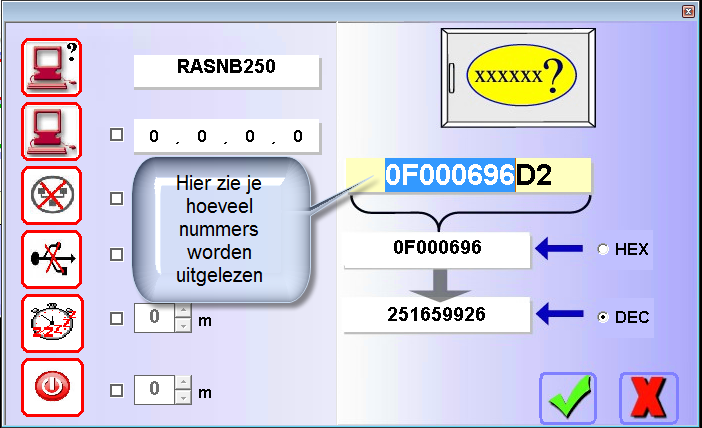 ?
RASNB250
xxxxxx?
0 . 0 . 0 . 0
Hier zie je
hoeveel
nummers
worden
uitgelezen
0F000696D2
0F000696
HEX
251659926
DEC
0 m
0 m